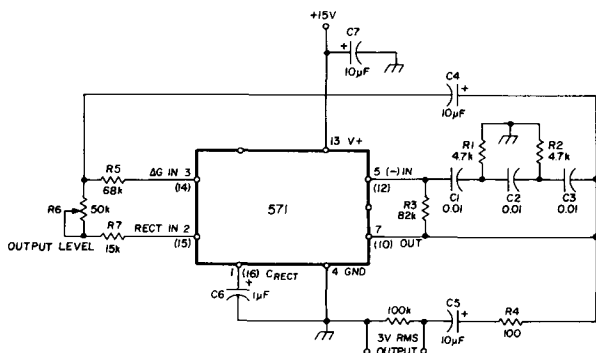 +15V
C7
+
10µF
C4
+
10µF
13 V+
R1
4.7k
R2
4.7k
R5
68k
ΔG IN 3
(14)
5 (-) IN
(12)
C1
0.01
C2
0.01
C3
0.01
R6
50k
571
R3
82k
OUTPUT LEVEL
R7
15k
RECT IN 2
(15)
7
(10) OUT
1
(16) CRECT
4 GND
+
C6
1µF
100k
3V RMS
OUTPUT
C5
+
10µF
R4
100